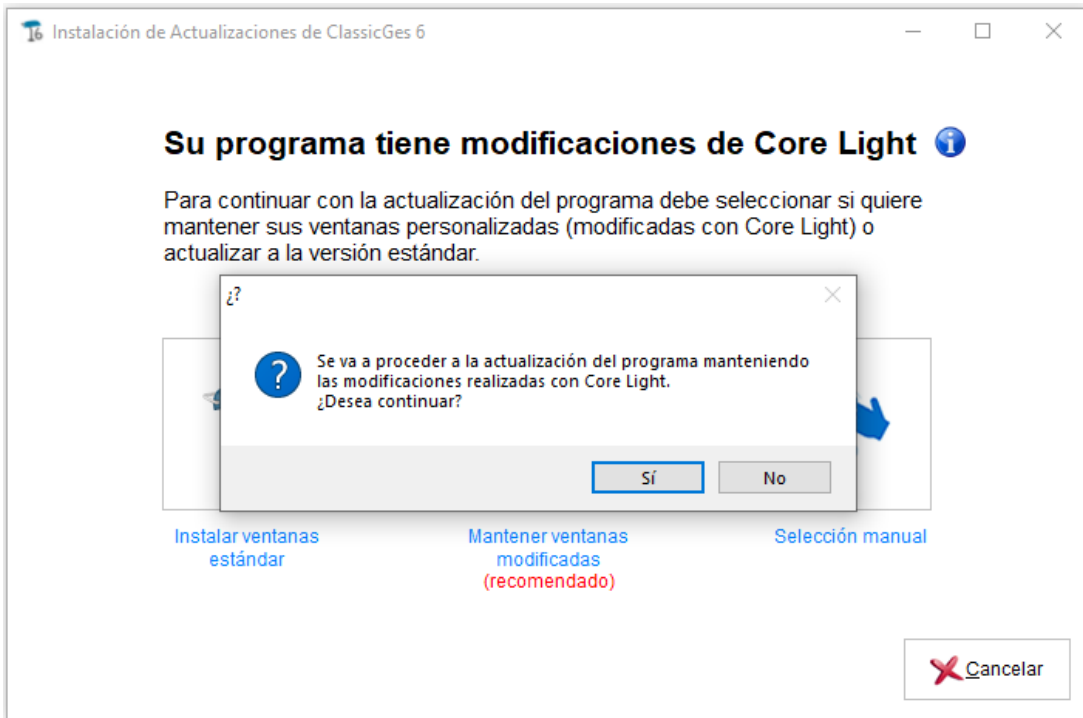 Instalación de Actualizaciones de ClassicGes 6
Su programa tiene modificaciones de Core Light
Para continuar con la actualización del programa debe seleccionar si quiere
mantener sus ventanas personalizadas (modificadas con Core Light) o
actualizar a la versión estándar.
¿?
Se va a proceder a la actualización del programa manteniendo
las modificaciones realizadas con Core Light.
¿Desea continuar?
Sí
No
Instalar ventanas
estándar
Mantener ventanas
modificadas
(recomendado)
Selección manual
Cancelar